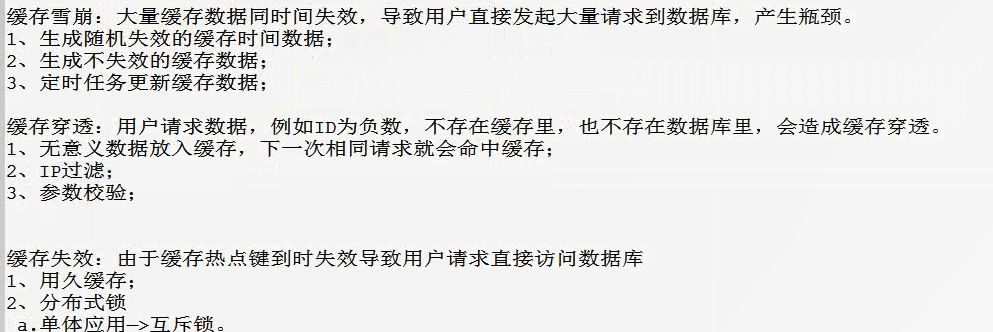 缓存雪崩：大量缓存数据同时间失效，导致用户直接发起大量请求到数据库，产生瓶颈。
1、生成随机失效的缓存时间数据；
2、生成不失效的缓存数据；
3、定时任务更新缓存数据；
缓存穿透：用户请求数据，例如ID为负数，不存在缓存里，也不存在数据库里，会造成缓存穿透。
1、无意义数据放入缓存，下一次相同请求就会命中缓存；
2、IP过滤；
3、参数校验；
缓存失效：由于缓存热点键到时失效导致用户请求直接访问数据库
1、用久缓存；
2、分布式锁
a.单体应用—>互斥锁。